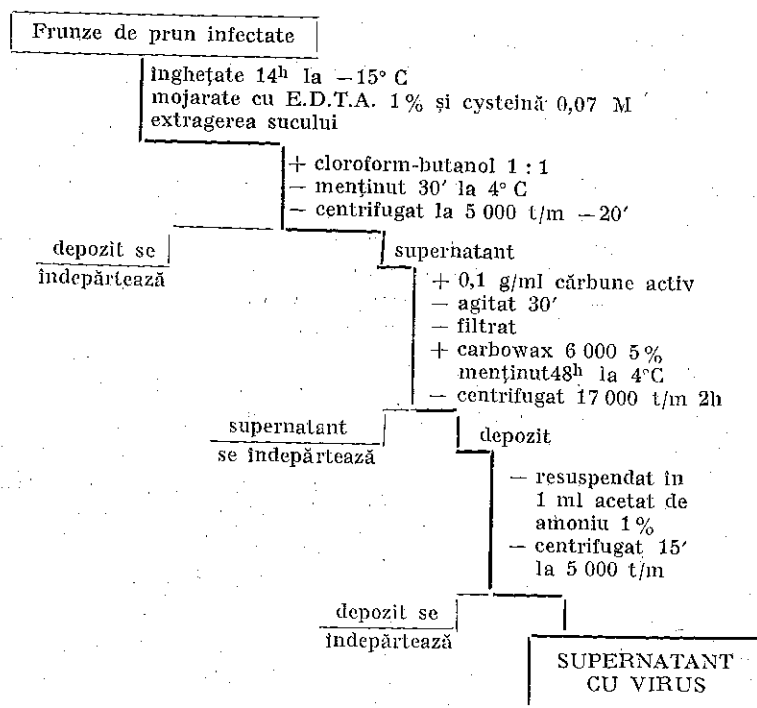 Frunze de prun infectate
înghețate 14h la −15° C
mojarate cu E.D.T.A. 1% și cysteină 0,07 M
extragerea sucului
+ cloroform-butanol 1 : 1
− menținut 30′ la 4° C
− centrifugat la 5 000 t/m −20′
depozit se
îndepărtează
supernatant
+ 0,1 g/ml cărbune activ
− agitat 30′
− filtrat
+ carbowax 6 000 5%
menținut48h la 4°C
− centrifugat 17 000 t/m 2h
supernatant
se îndepărtează
depozit
− resuspendat în
1 ml acetat de
amoniu 1%
− centrifugat 15′
la 5 000 t/m
depozit se
îndepărtează
SUPERNATANT
CU VIRUS